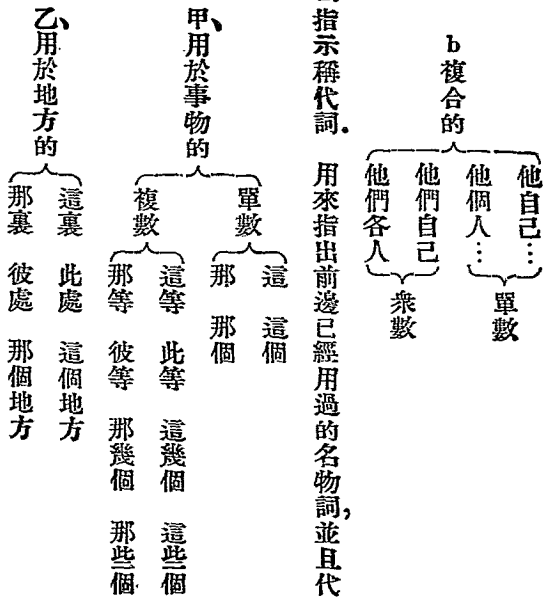 b 複合的
他自己…
他個人…
單數
他們自己
他們各人
衆數
指示稱代詞． 用來指出前邊已經用過的名物詞，並且代
甲、用於事物的
單數
這 這個
那 那個
複數
這等 此等 這幾個 這些個
那等 彼等 那幾個 那些個
乙、用於地方的
這裏 此處 這個地方
那裏 彼處 那個地方